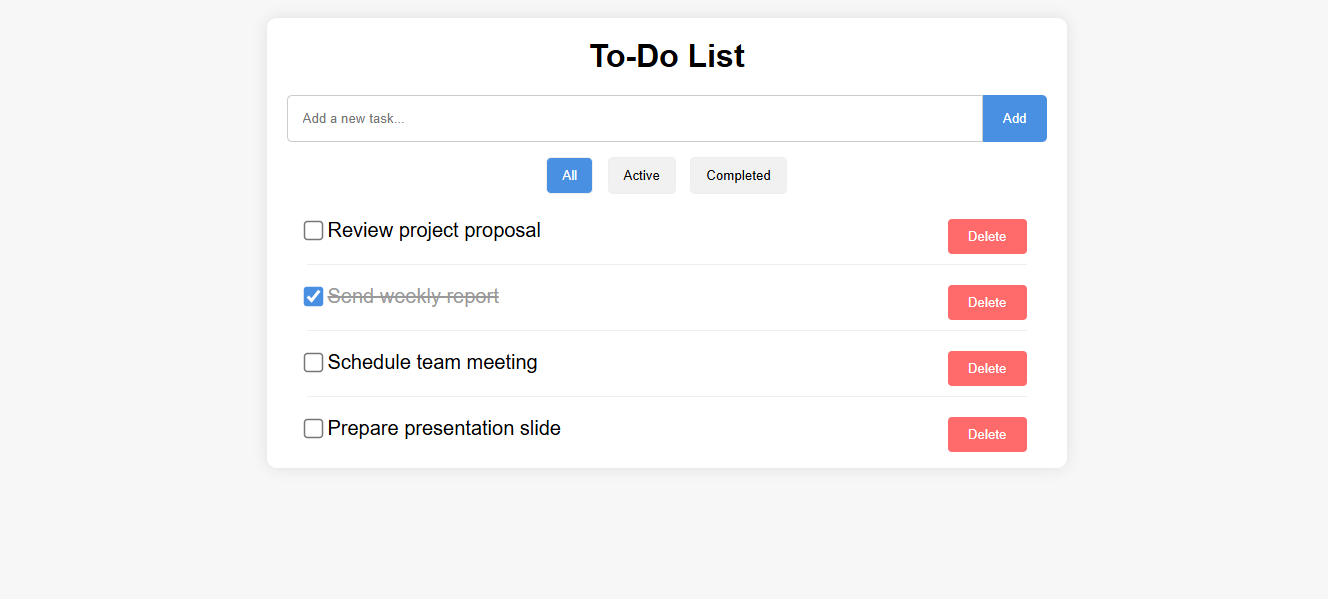 To-Do List
Add a new task...
Add
All
Active
Completed
Review project proposal
Delete
Send weekly report
Delete
Schedule team meeting
Delete
Prepare presentation slide
Delete